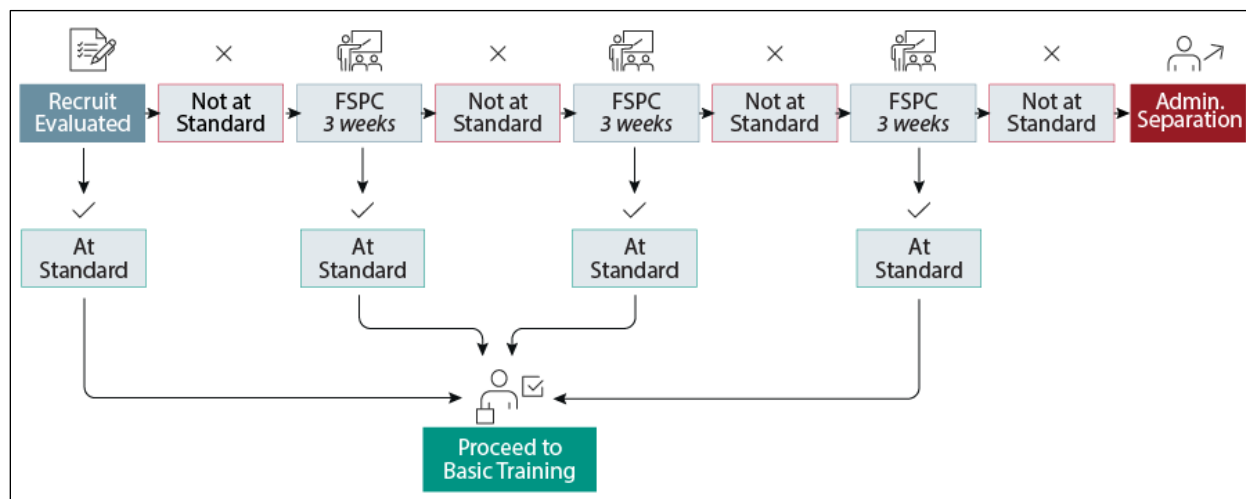 Recruit
Evaluated
Not at
Standard
FSPC
3 weeks
Not at
Standard
FSPC
3 weeks
Not at
Standard
FSPC
3 weeks
Not at
Standard
Admin.
Separation
At
Standard
At
Standard
At
Standard
At
Standard
Proceed to
Basic Training